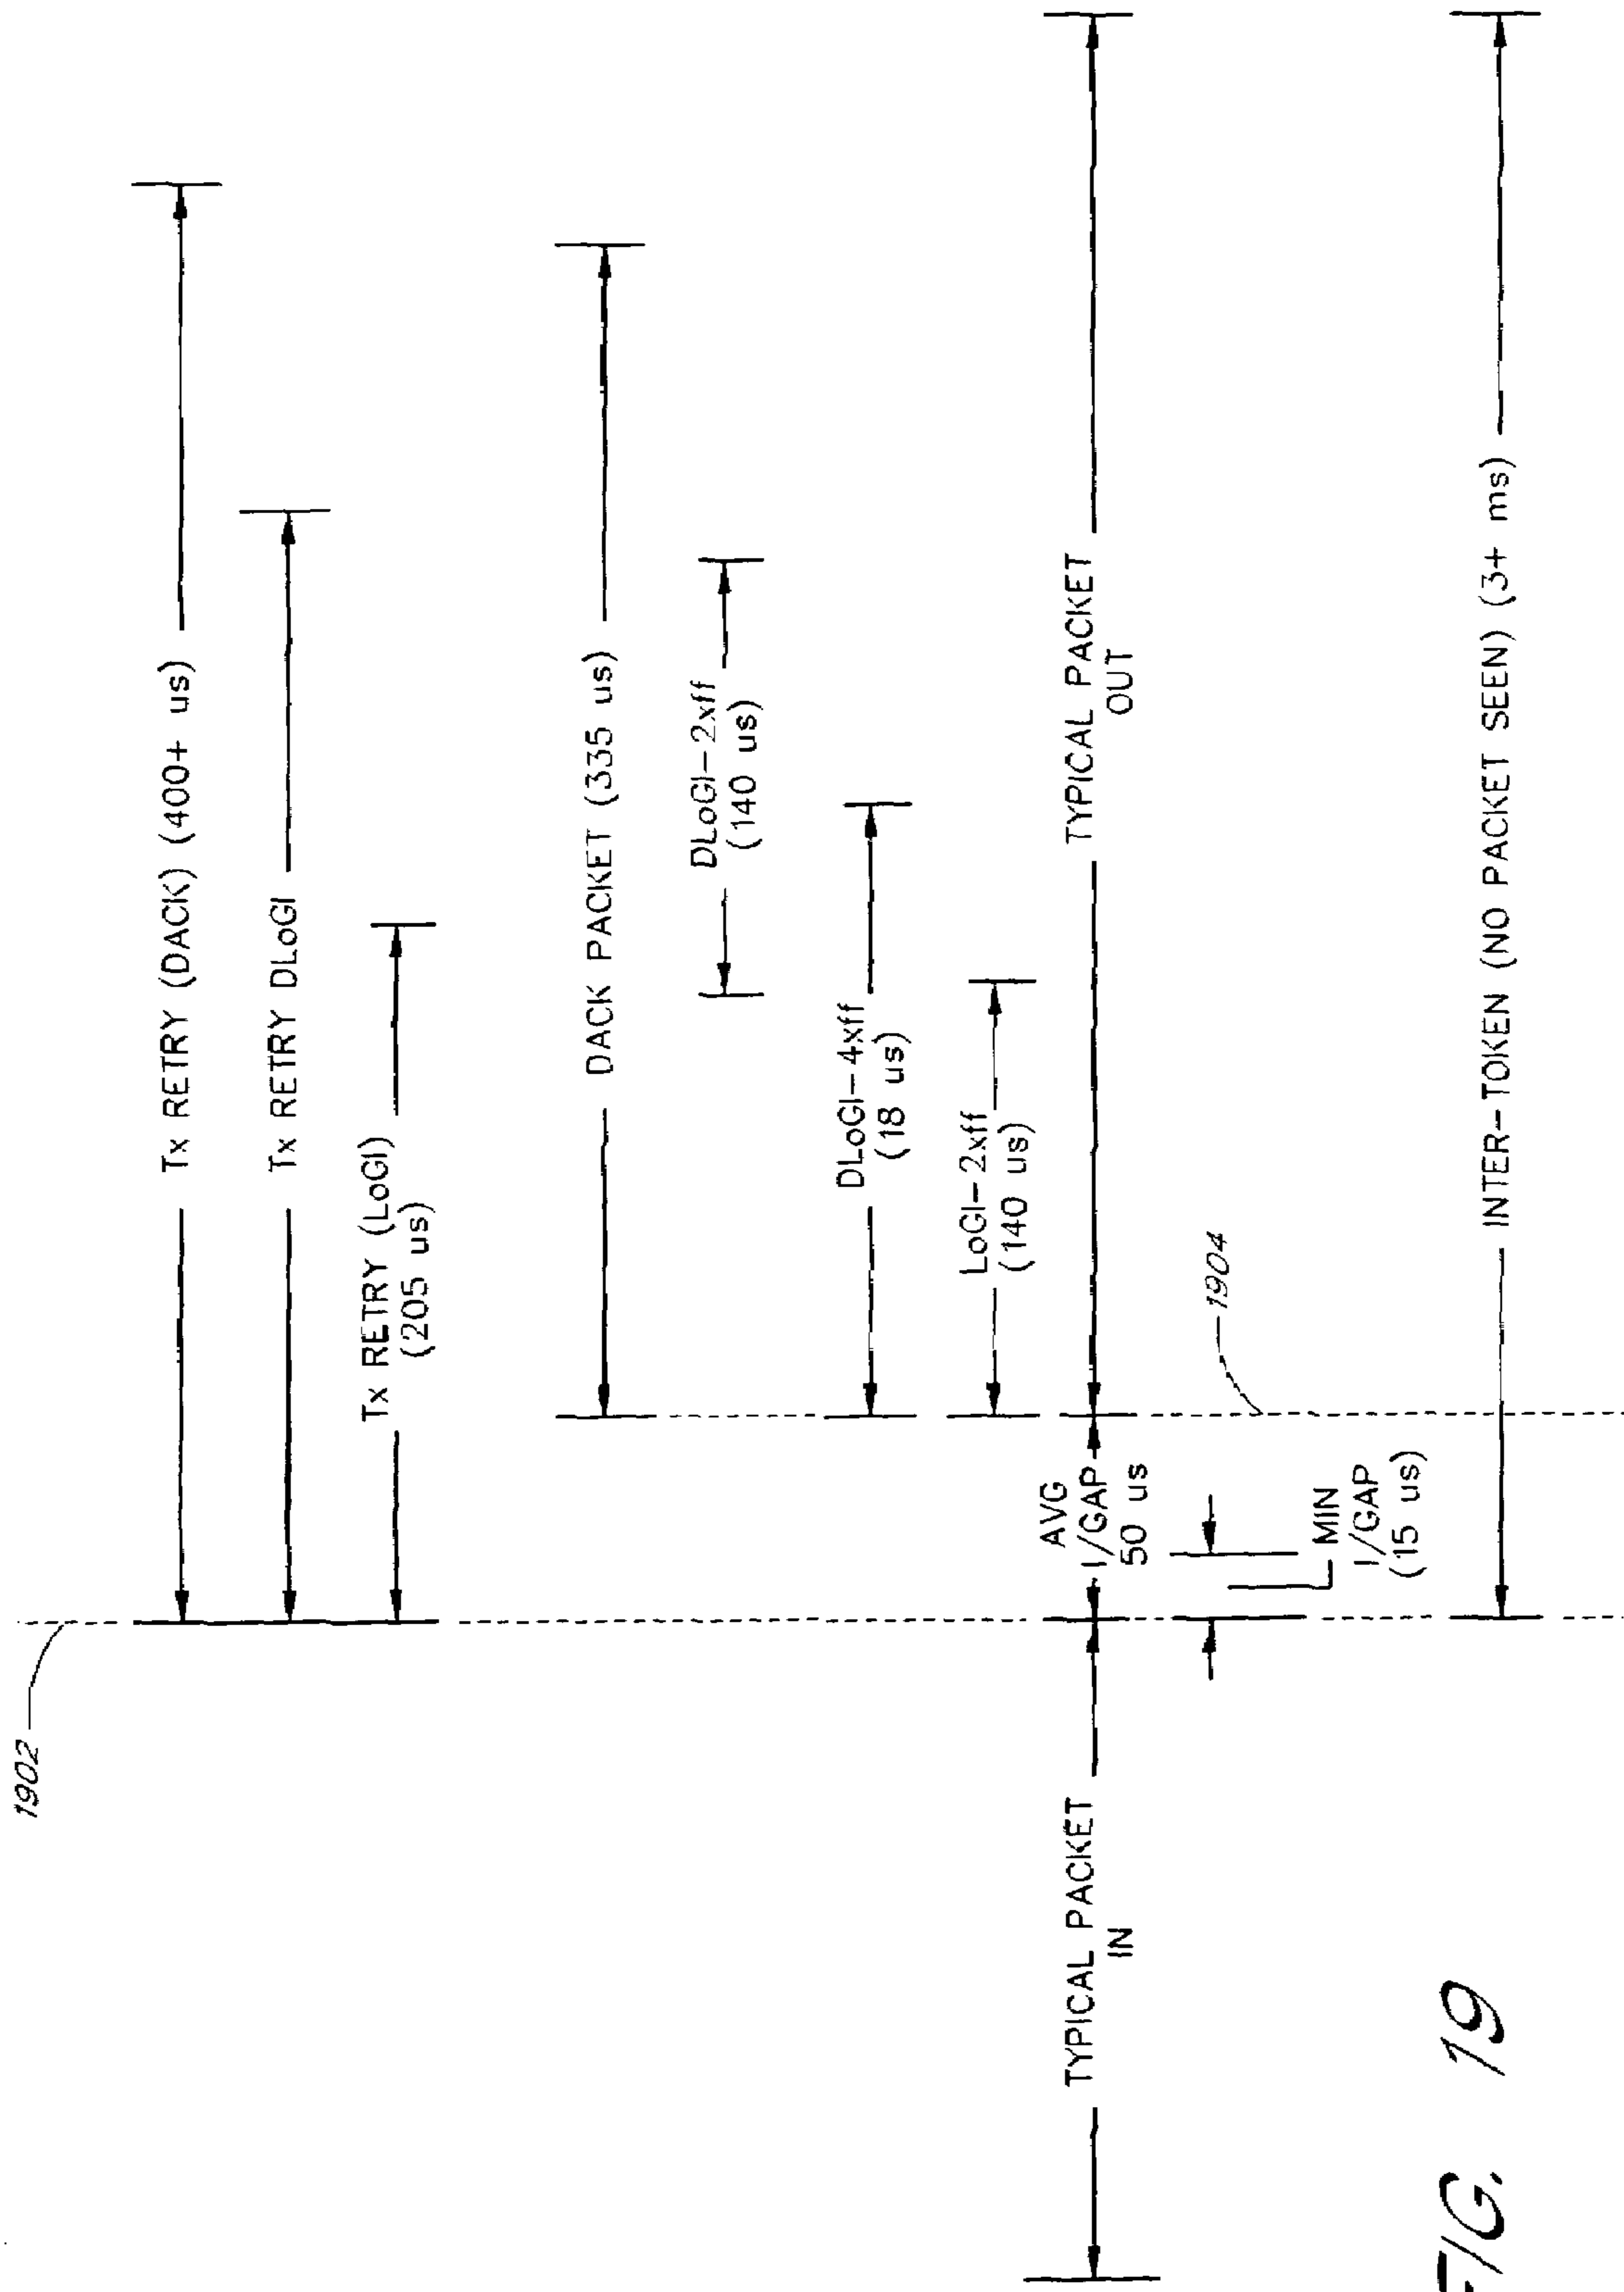 1902
Tx RETRY (DACK) (400+ us)
Tx RETRY DLoGI
Tx RETRY (LoGI)
(205 us)
DACK PACKET (335 us)
DLoGI-2xff
(140 us)
DLoGI-4xff
(18 us)
LoGI-2xff
(140 us)
TYPICAL PACKET
IN
AVG
I/GAP
50 us
TYPICAL PACKET
OUT
MIN
I/GAP
(15 us)
1904
INTER-TOKEN (NO PACKET SEEN) (3+ ms)
FIG. 19